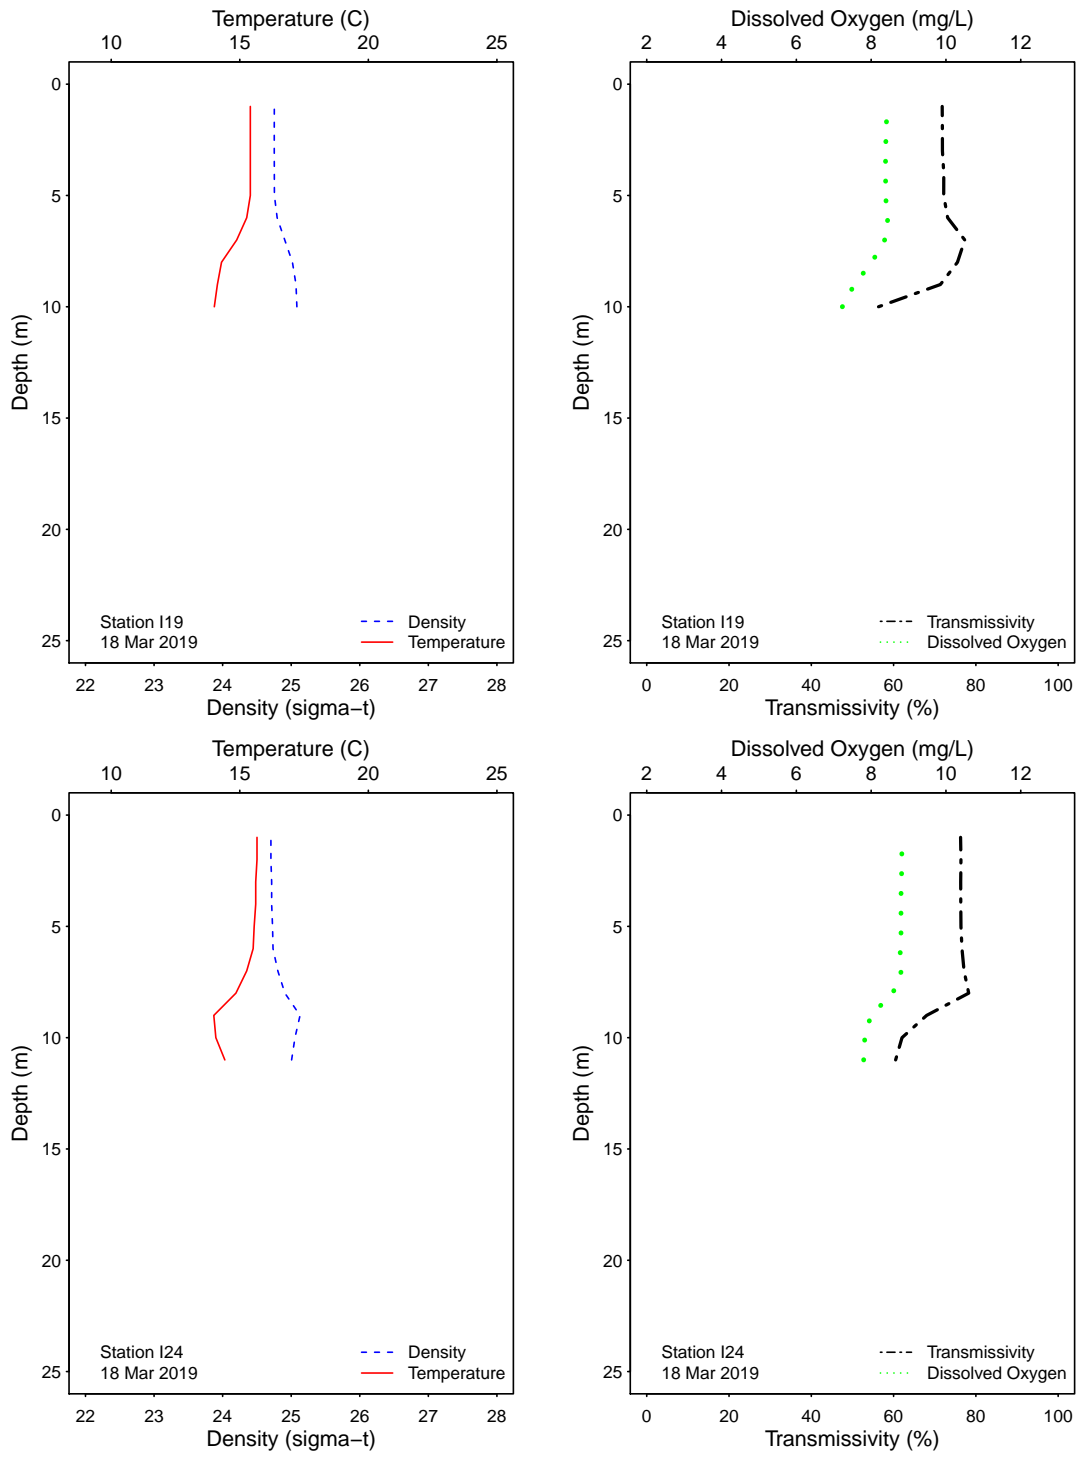 Temperature (C)
10 15 20 25
0
5
10
15
20
25
Depth (m)
Station I19
18 Mar 2019
Density
Temperature
22 23 24 25 26 27 28
Density (sigma−t)
Dissolved Oxygen (mg/L)
2 4 6 8 10 12
0
5
10
15
20
25
Depth (m)
Station I19
18 Mar 2019
Transmissivity
Dissolved Oxygen
0 20 40 60 80 100
Transmissivity (%)
Temperature (C)
10 15 20 25
0
5
10
15
20
25
Depth (m)
Station I24
18 Mar 2019
Density
Temperature
22 23 24 25 26 27 28
Density (sigma−t)
Dissolved Oxygen (mg/L)
2 4 6 8 10 12
0
5
10
15
20
25
Depth (m)
Station I24
18 Mar 2019
Transmissivity
Dissolved Oxygen
0 20 40 60 80 100
Transmissivity (%)